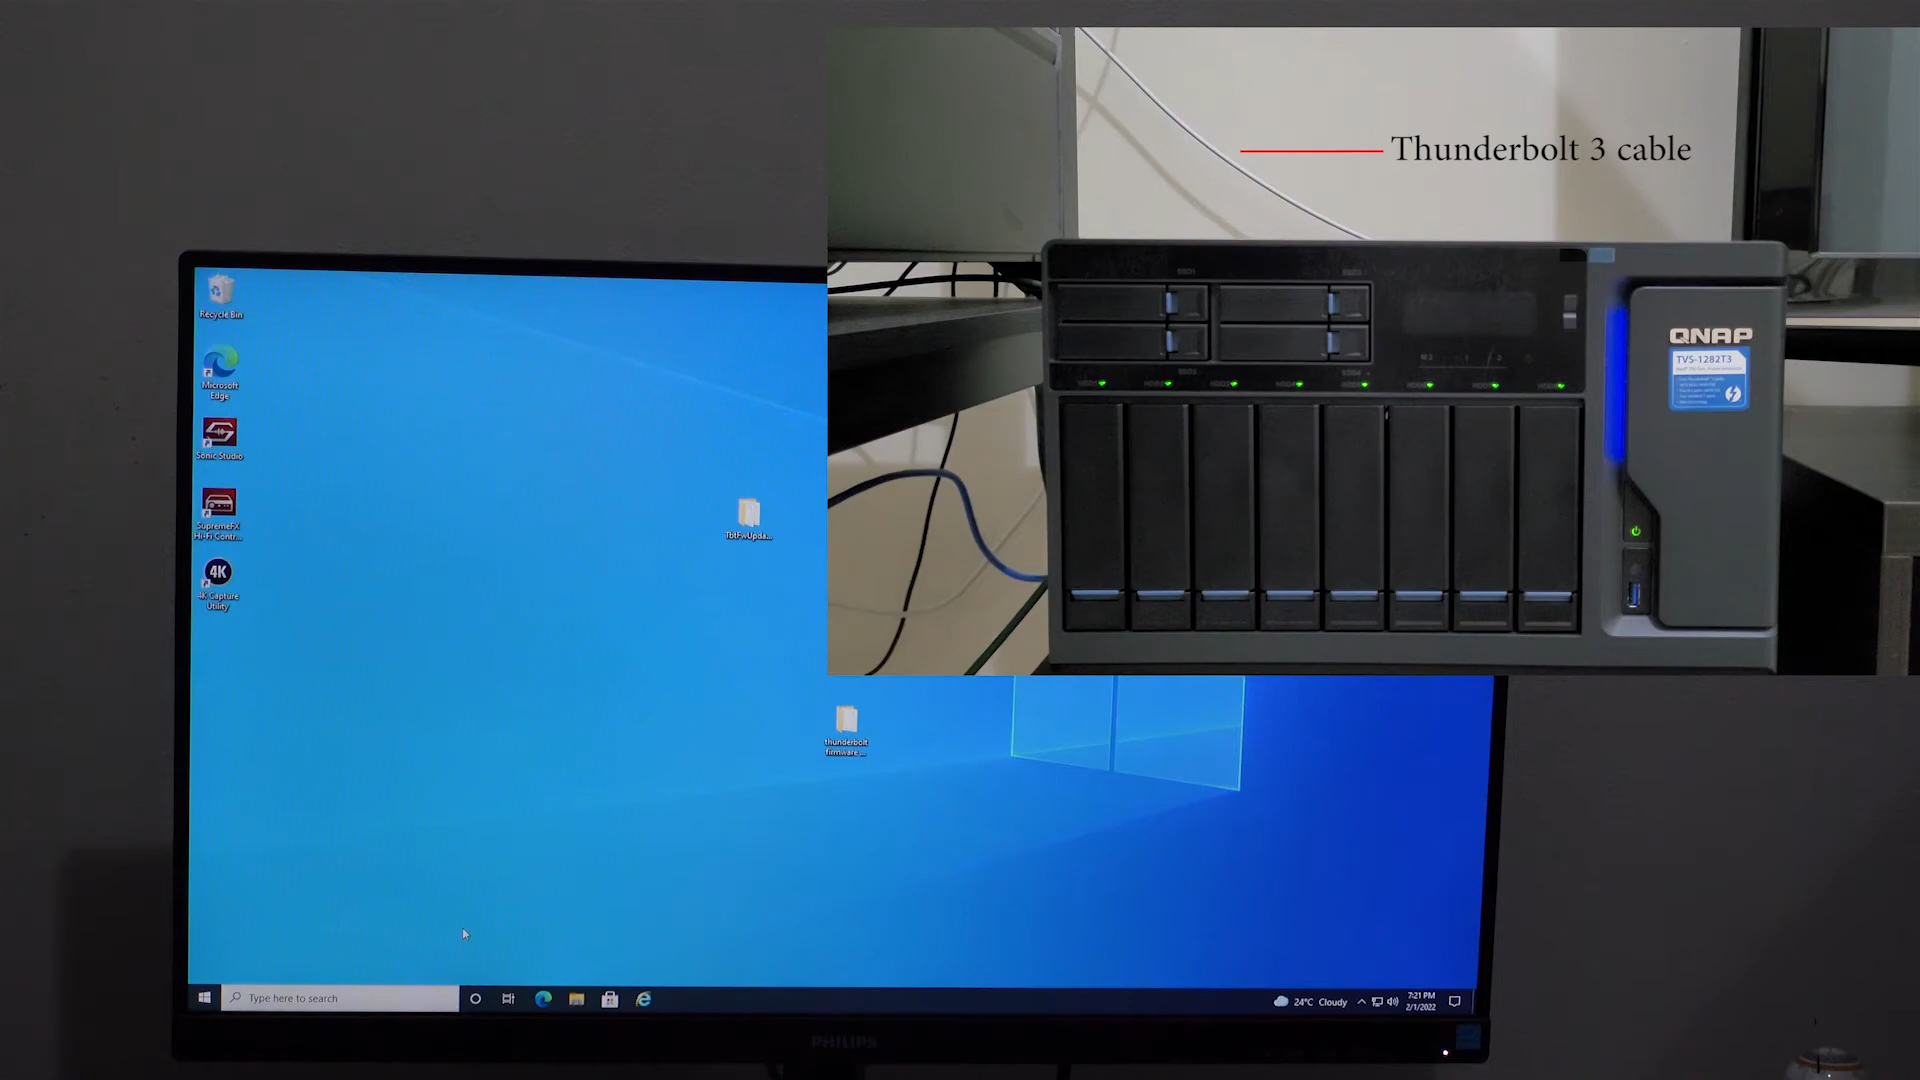 Thunderbolt 3 cable
QNAP
TVS-1282T3
Recycle Bin
Microsoft
Edge
Sonic Studio
SupremeFX
Hi-Fi Contr...
4K
4K Capture
Utility
TbtFwUpda...
thunderbolt
firmware ...
Type here to search
24°C Cloudy
7:21 PM
2/1/2022
PHILIPS